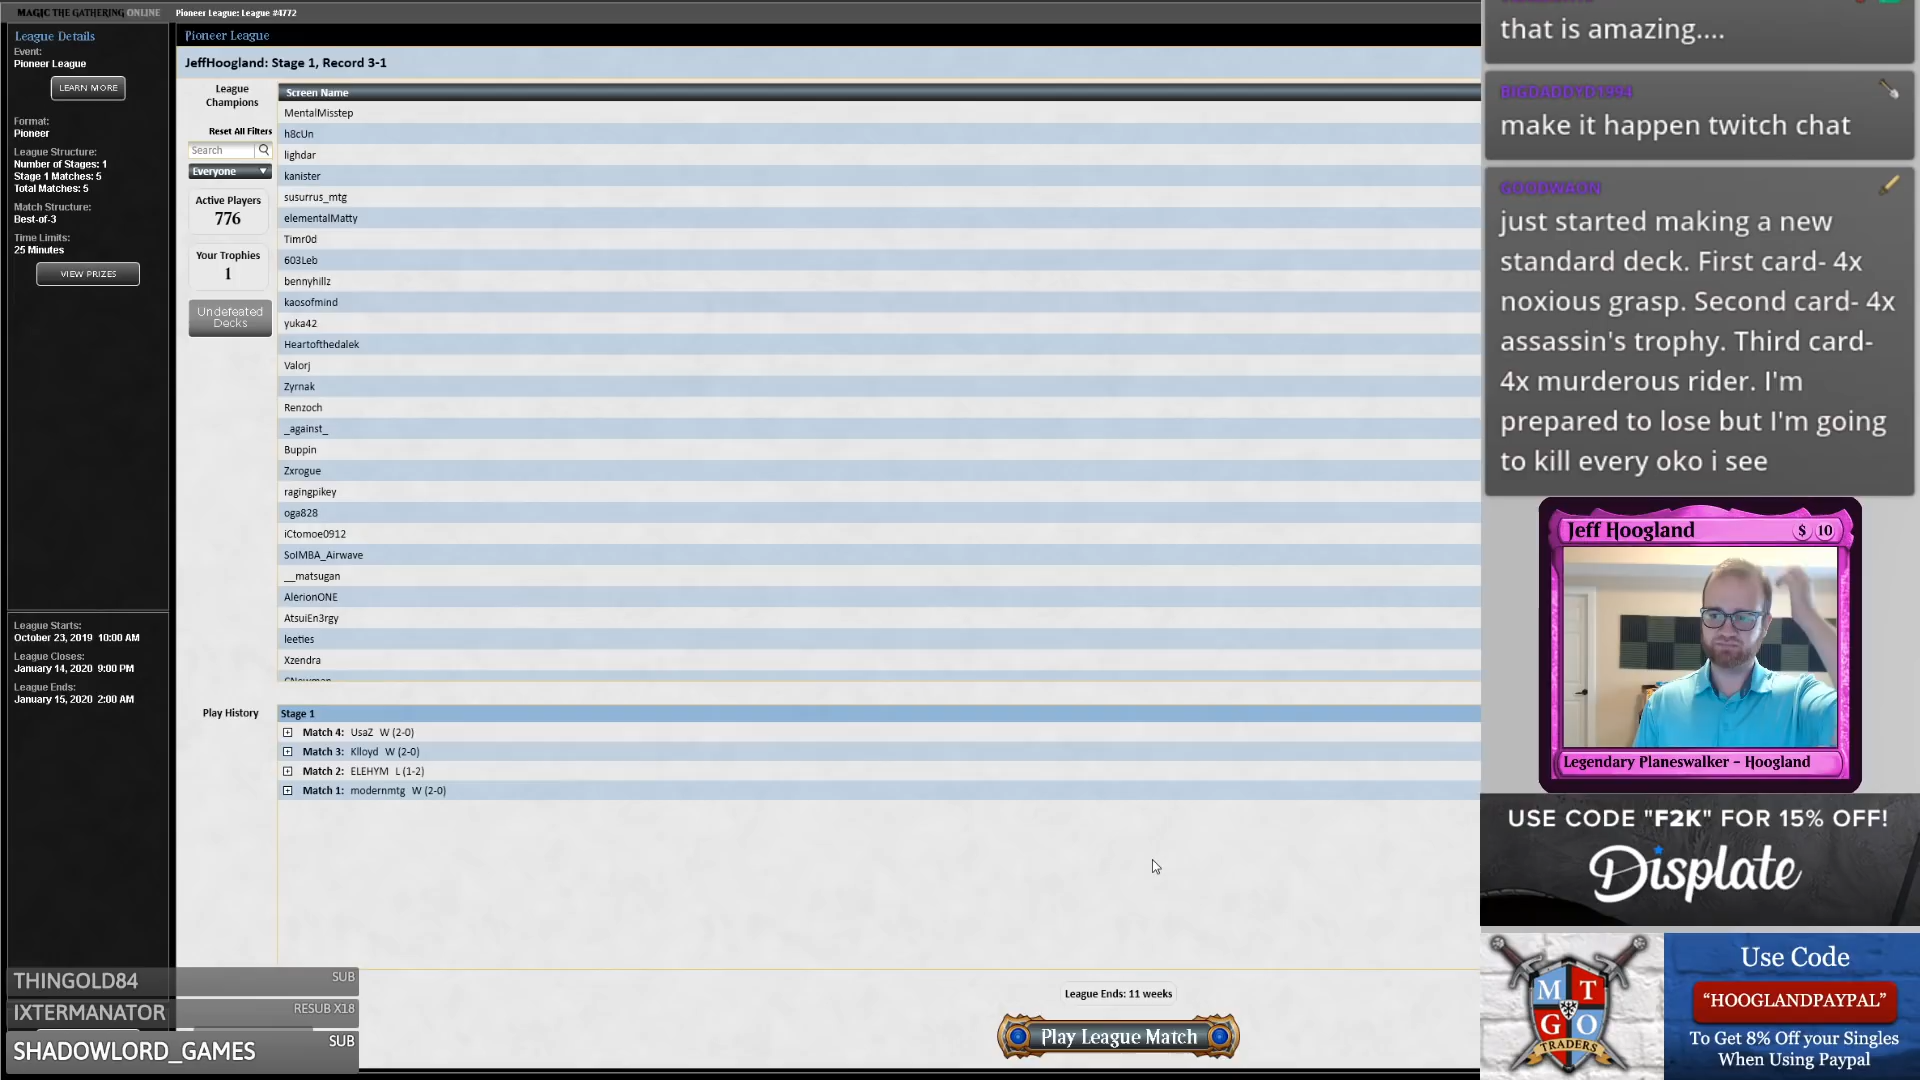 MAGIC THE GATHERING ONLINE
Pioneer League: League #4772
League Details
Event:
Pioneer League
LEARN MORE
Format:
Pioneer
League Structure:
Number of Stages: 1
Stage 1 Matches: 5
Total Matches: 5
Match Structure:
Best-of-3
Time Limits:
25 Minutes
VIEW PRIZES
League Starts:
October 23, 2019 10:00 AM
League Closes:
January 14, 2020 9:00 PM
League Ends:
January 15, 2020 2:00 AM
Pioneer League
JeffHoogland: Stage 1, Record 3-1
League
Champions
Reset All Filters
Search
Everyone
Active Players
776
Your Trophies
1
Undefeated
Decks
Screen Name
MentalMisstep
h8cUn
lighdar
kanister
susurrus_mtg
elementalMatty
Timr0d
603Leb
bennyhillz
kaosofmind
yuka42
Heartofthedalek
Valorj
Zyrnak
Renzoch
_against_
Buppin
Zxrogue
ragingpikey
oga828
iCtomoe0912
SolMBA_Airwave
__matsugan
AlerionONE
AtsuiEn3rgy
leeties
Xzendra
Play History
Stage 1
Match 4: UsaZ W (2-0)
Match 3: Klloyd W (2-0)
Match 2: ELEHYM L (1-2)
Match 1: modernmtg W (2-0)
League Ends: 11 weeks
Play League Match
THINGOLD84 SUB
IXTERMANATOR RESUB X18
SHADOWLORD_GAMES SUB
that is amazing....
BIGDADDYD1994
make it happen twitch chat
GOODWAON
just started making a new
standard deck. First card- 4x
noxious grasp. Second card- 4x
assassin's trophy. Third card-
4x murderous rider. I'm
prepared to lose but I'm going
to kill every oko i see
Jeff Hoogland $ 10
Legendary Planeswalker – Hoogland
USE CODE "F2K" FOR 15% OFF!
Displate
M T
G O
TRADERS
Use Code
"HOOGLANDPAYPAL"
To Get 8% Off your Singles
When Using Paypal